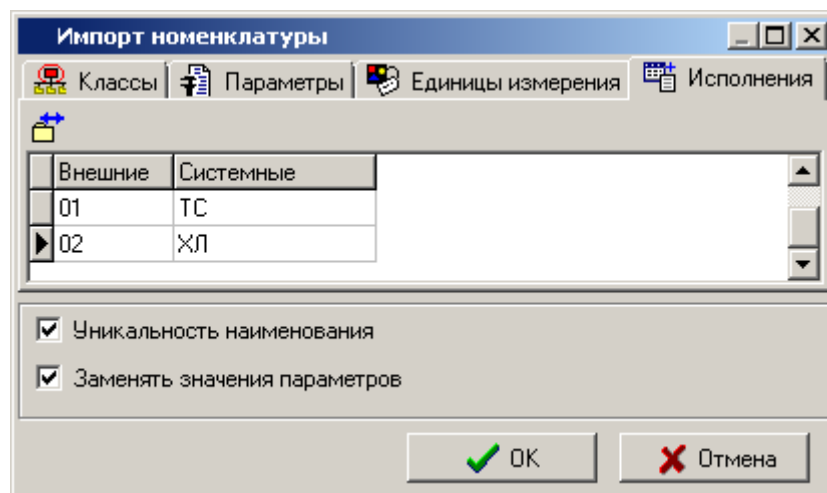 Импорт номенклатуры
Классы Параметры Единицы измерения Исполнения
Внешние Системные
01 ТС
02 ХЛ
Уникальность наименования
Заменять значения параметров
OK Отмена